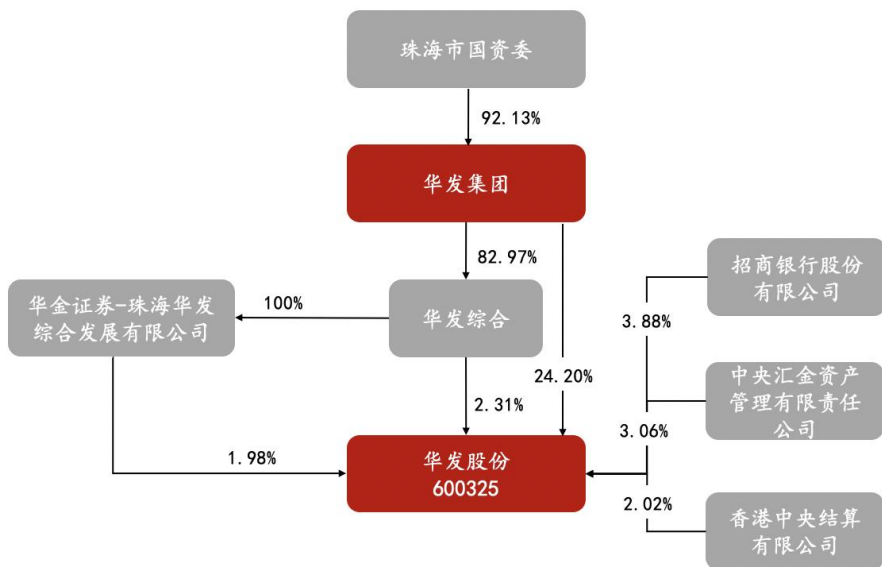 珠海市国资委
92.13%
华发集团
82.97%
招商银行股份
有限公司
华金证券-珠海华发
综合发展有限公司
100%
华发综合
3.88%
24.20%
中央汇金资产
管理有限责任
公司
2.31%
3.06%
1.98%
华发股份
600325
2.02%
香港中央结算
有限公司